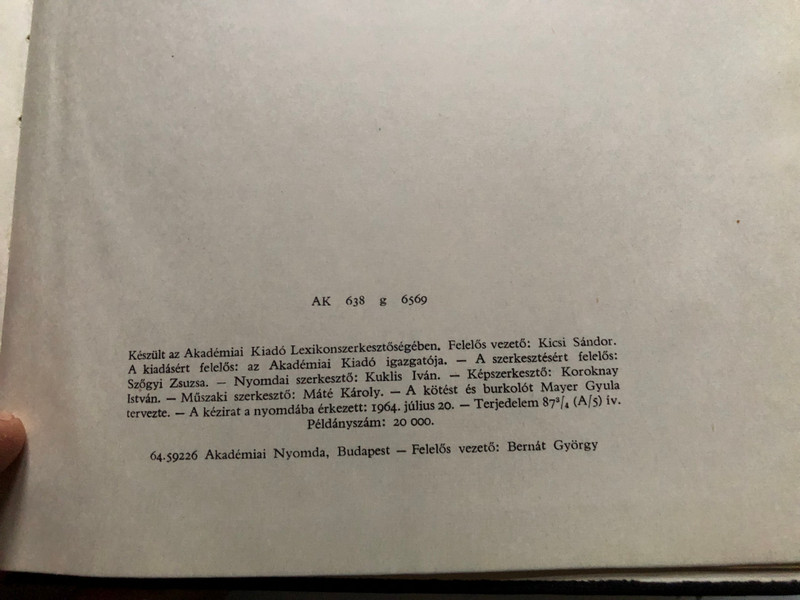 AK 638 g 6569
Készült az Akadémiai Kiadó Lexikonszerkesztőségében. Felelős vezető: Kicsi Sándor.
A kiadásért felelős: az Akadémiai Kiadó igazgatója. — A szerkesztésért felelős:
Szőgyi Zsuzsa. — Nyomdai szerkesztő: Kuklis Iván. — Képszerkesztő: Koroknay
István. — Műszaki szerkesztő: Máté Károly. — A kötést és burkolót Mayer Gyula
tervezte. — A kézirat a nyomdába érkezett: 1964. július 20. — Terjedelem 87²/₄ (A/5) ív.
Példányszám: 20 000.
64.59226 Akadémiai Nyomda, Budapest — Felelős vezető: Bernát György